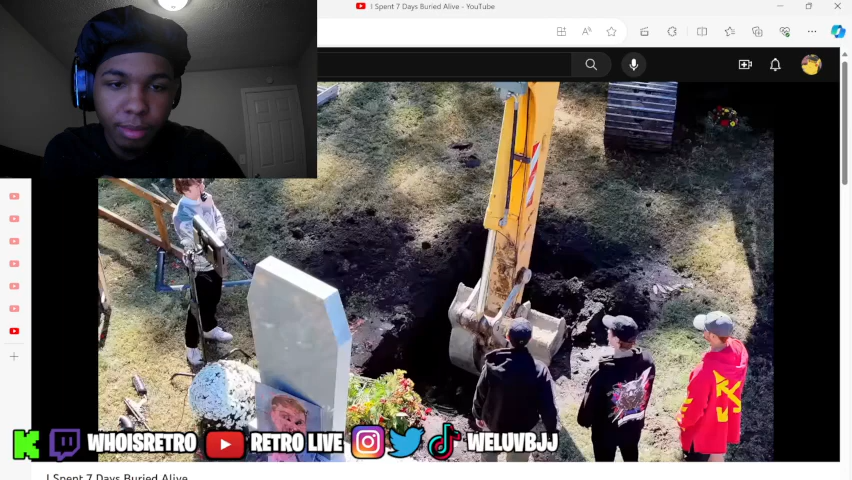 I Spent 7 Days Buried Alive - YouTube
K WHOISRETRO RETRO LIVE WELUVBJJ
I Spent 7 Days Buried Alive